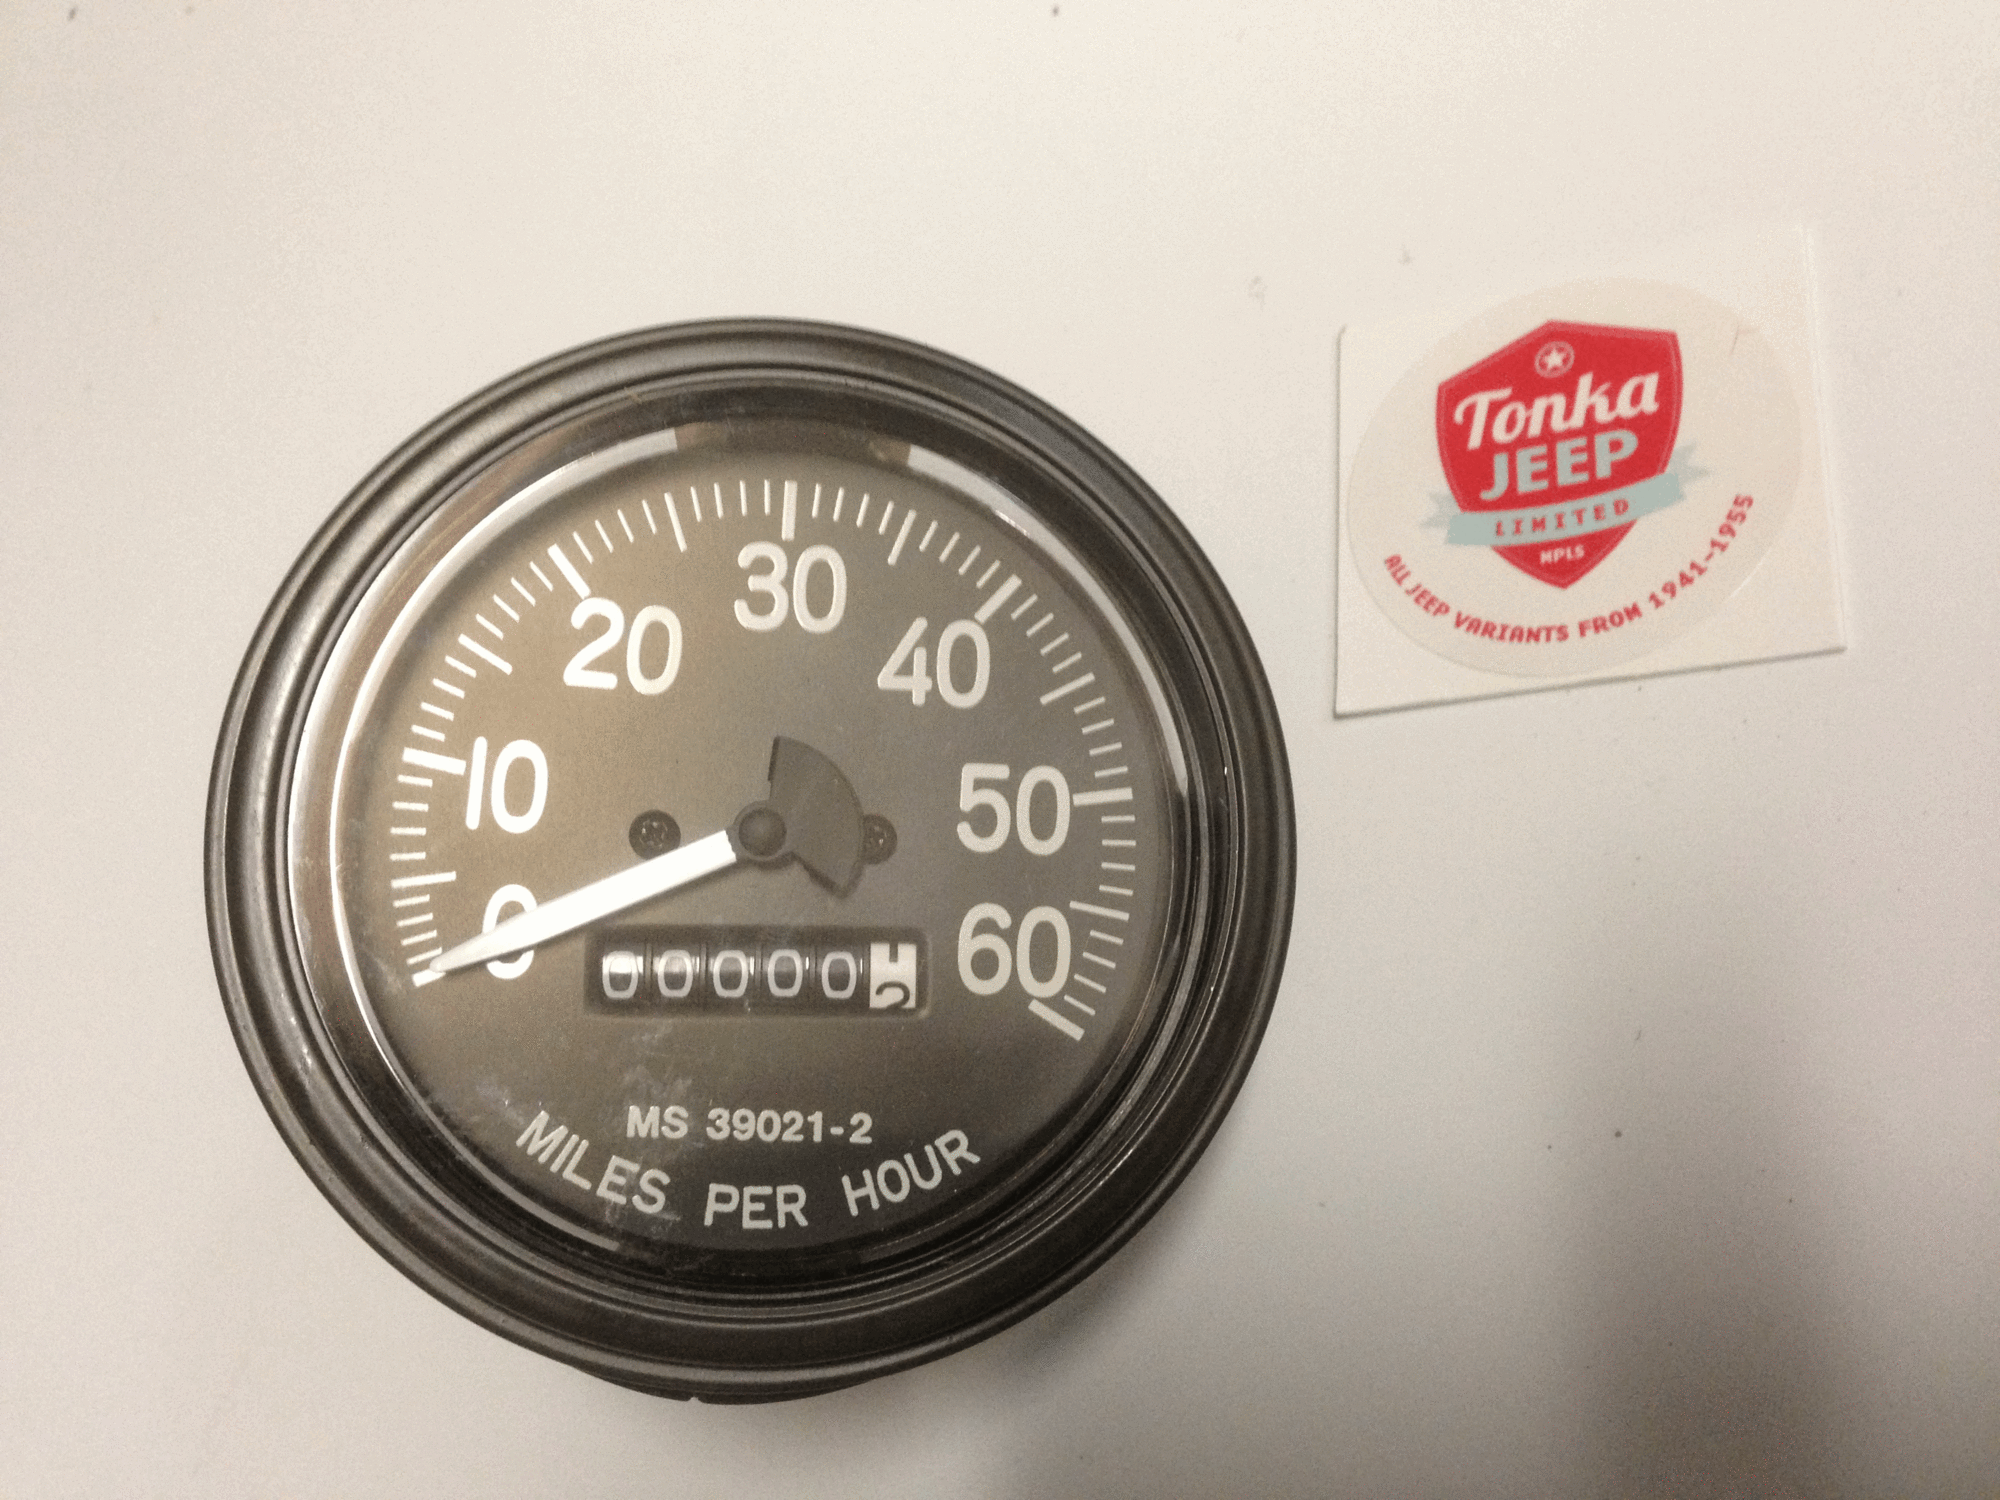 0
10
20
30
40
50
60
00000
MS 39021-2
MILES PER HOUR
Tonka
JEEP
LIMITED
MPLS
ALL JEEP VARIANTS FROM 1941-1955